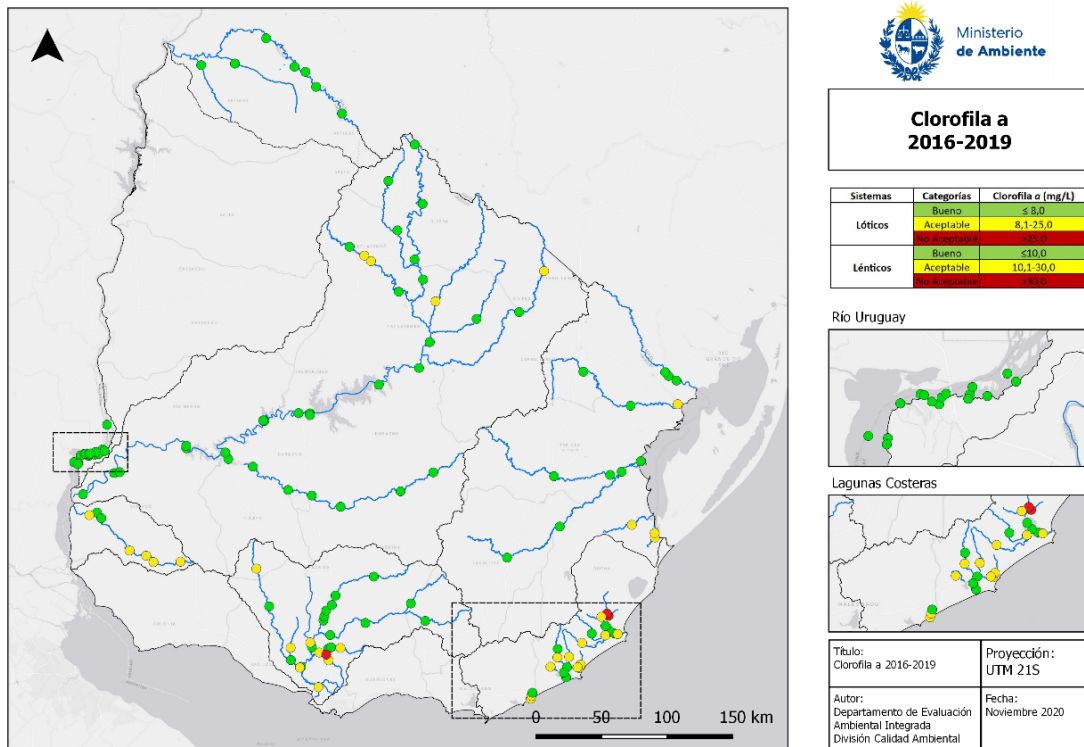 Ministerio
de Ambiente
Clorofila a
2016-2019
Sistemas Categorías Clorofila a (mg/L)
Lóticos
Bueno ≤ 8,0
Aceptable 8,1-25,0
No Aceptable >25,0
Lénticos
Bueno ≤10,0
Aceptable 10,1-30,0
No Aceptable >30,0
Río Uruguay
Lagunas Costeras
0 50 100 150 km
Título:
Clorofila a 2016-2019
Proyección:
UTM 21S
Autor:
Departamento de Evaluación
Ambiental Integrada
División Calidad Ambiental
Fecha:
Noviembre 2020